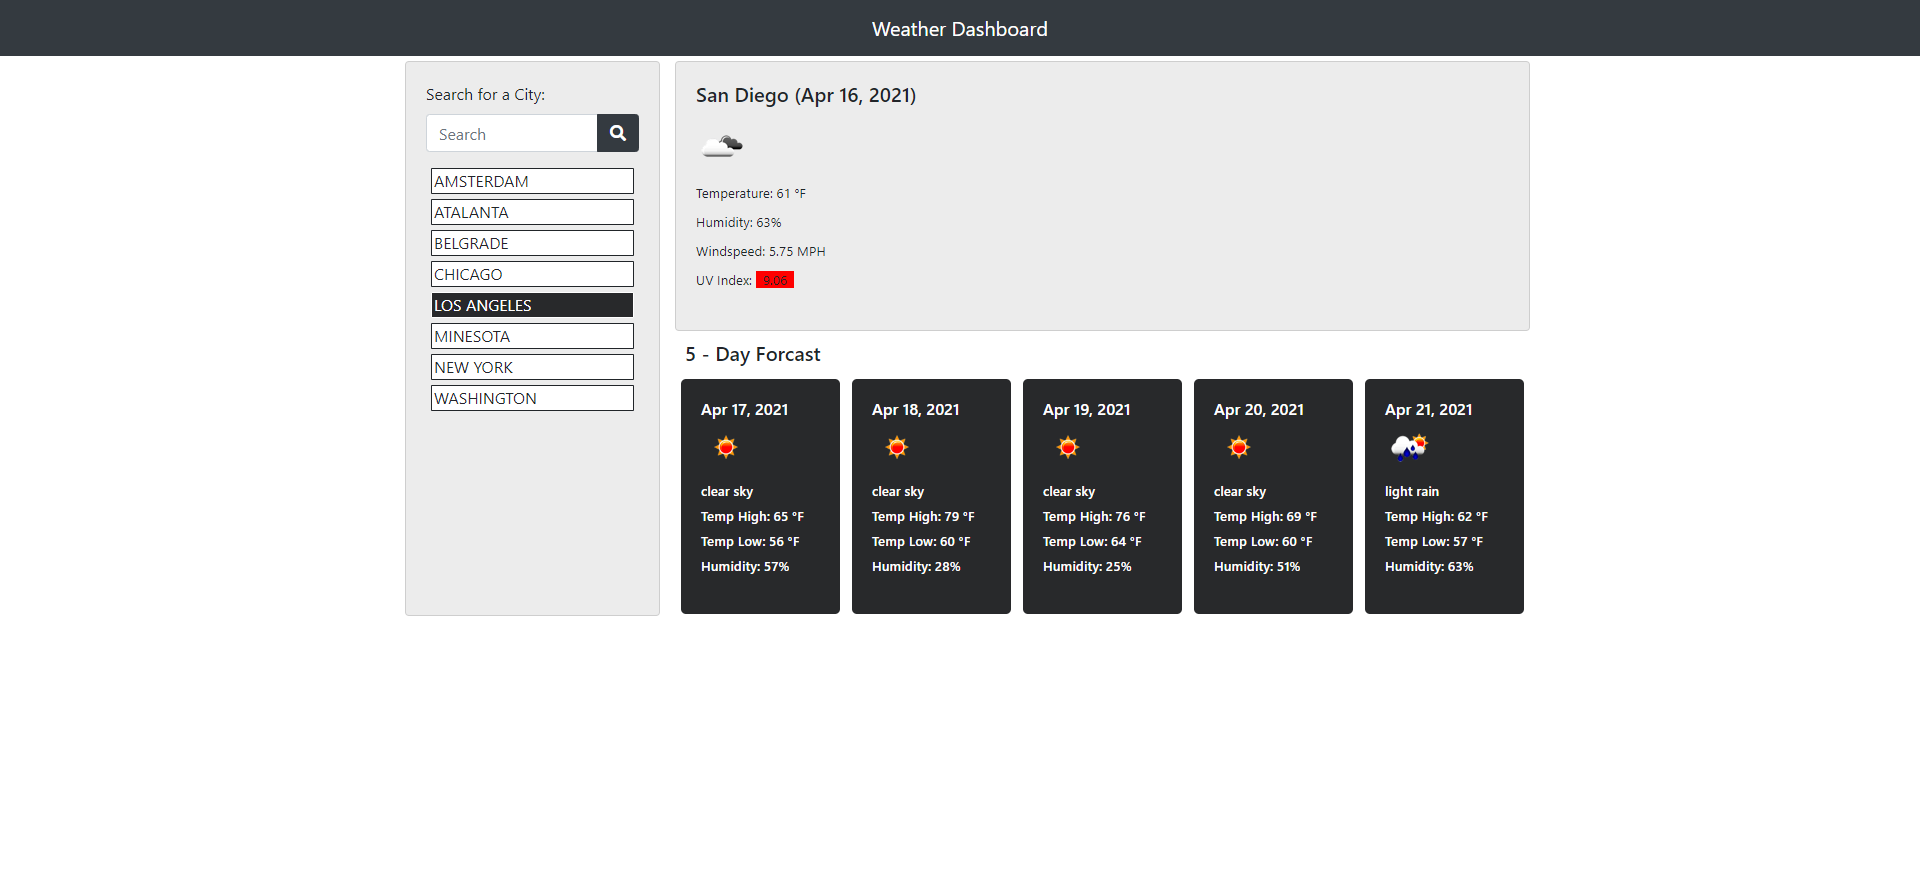 Weather Dashboard
Search for a City:
Search
AMSTERDAM
ATALANTA
BELGRADE
CHICAGO
LOS ANGELES
MINESOTA
NEW YORK
WASHINGTON
San Diego (Apr 16, 2021)
Temperature: 61 °F
Humidity: 63%
Windspeed: 5.75 MPH
UV Index: 9.06
5 - Day Forcast
Apr 17, 2021
clear sky
Temp High: 65 °F
Temp Low: 56 °F
Humidity: 57%
Apr 18, 2021
clear sky
Temp High: 79 °F
Temp Low: 60 °F
Humidity: 28%
Apr 19, 2021
clear sky
Temp High: 76 °F
Temp Low: 64 °F
Humidity: 25%
Apr 20, 2021
clear sky
Temp High: 69 °F
Temp Low: 60 °F
Humidity: 51%
Apr 21, 2021
light rain
Temp High: 62 °F
Temp Low: 57 °F
Humidity: 63%